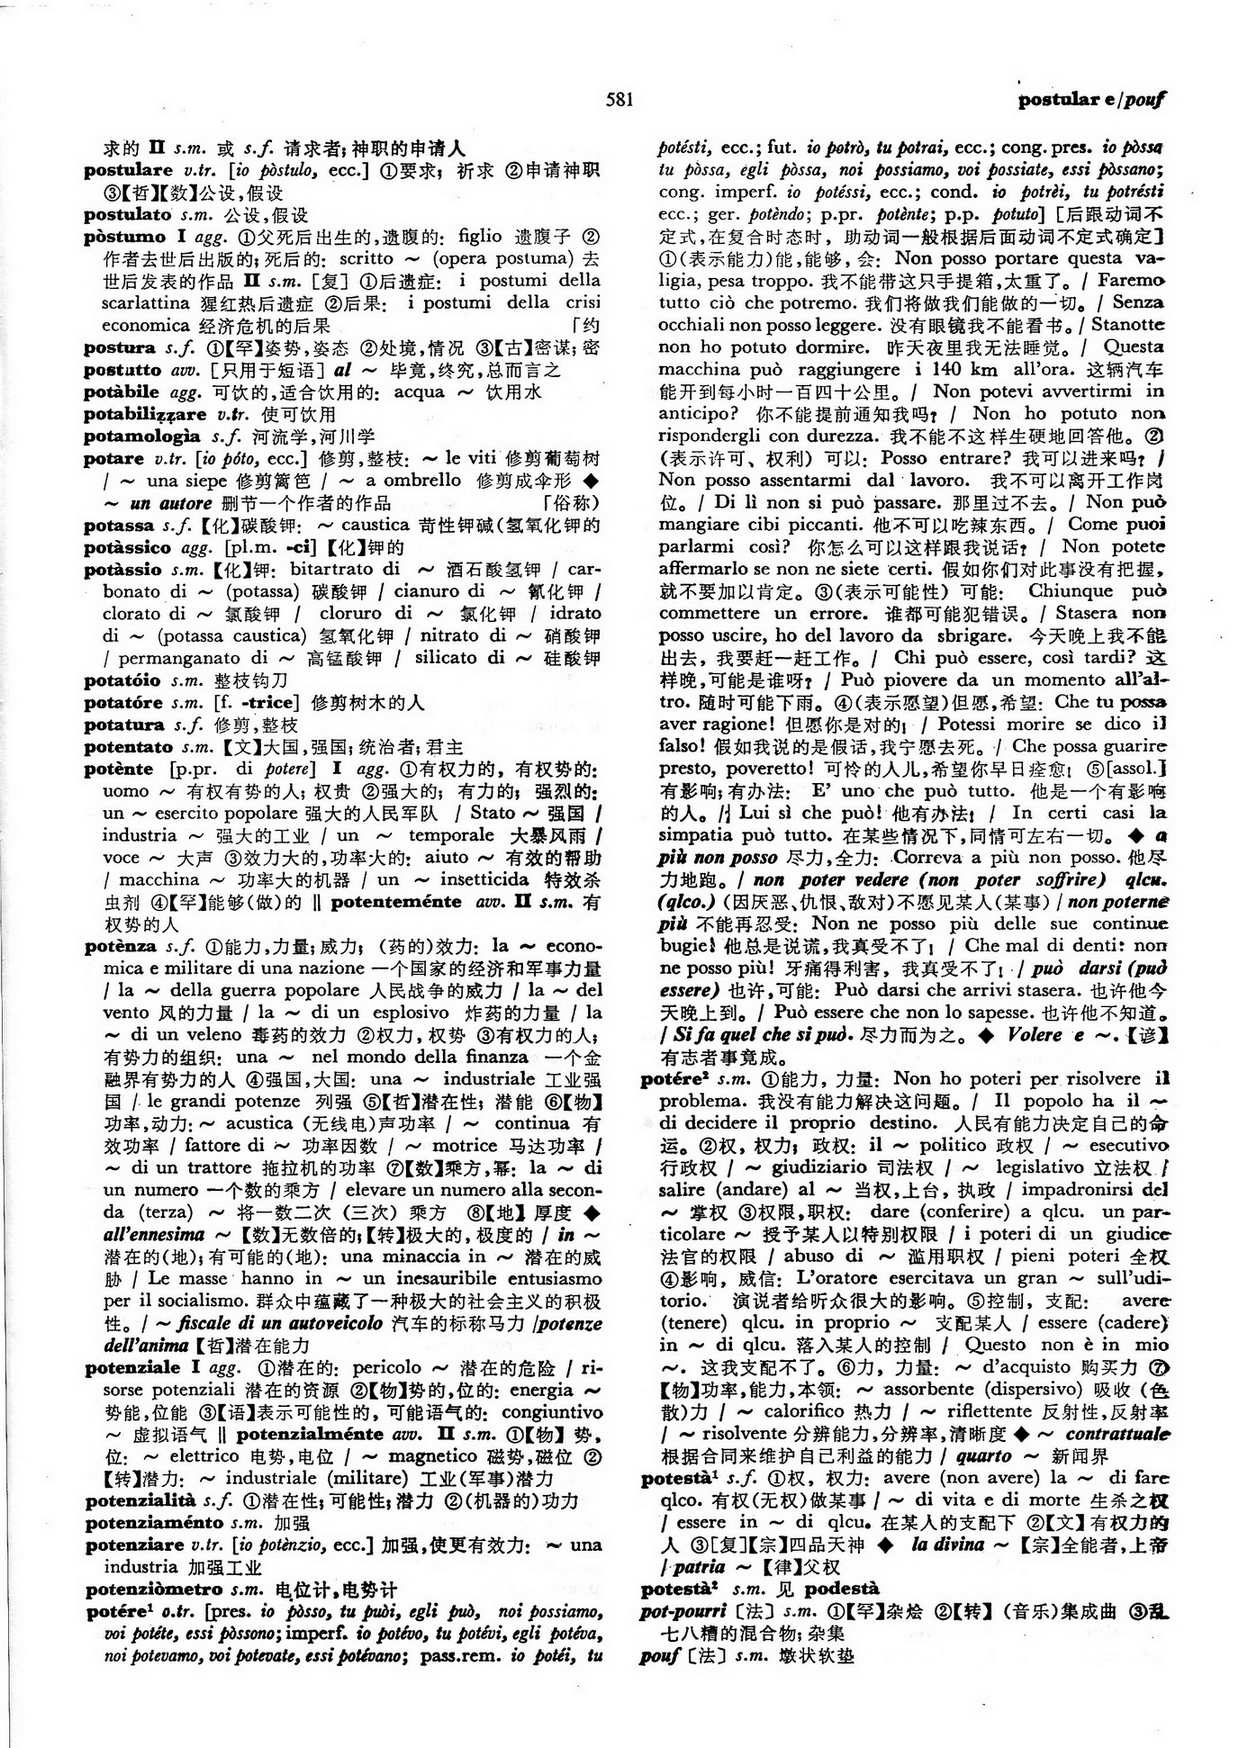 581
postulare/pouf
求的 II s.m. 或 s.f. 请求者;神职的申请人
postulare v.tr. [io pòstulo, ecc.] ①要求; 祈求 ②申请神职
③【哲】【数】公设,假设
postulato s.m. 公设,假设
pòstumo I agg. ①父死后出生的,遗腹的: figlio 遗腹子 ②
作者去世后出版的;死后的: scritto ~ (opera postuma) 去
世后发表的作品 II s.m. [复] ①后遗症: i postumi della
scarlattina 猩红热后遗症 ②后果: i postumi della crisi
economica 经济危机的后果 「约
postura s.f. ①【罕】姿势,姿态 ②处境,情况 ③【古】密谋;密
postutto avv. [只用于短语] al ~ 毕竟,终究,总而言之
potàbile agg. 可饮的,适合饮用的: acqua ~ 饮用水
potabilizzare v.tr. 使可饮用
potamologìa s.f. 河流学,河川学
potare v.tr. [io póto, ecc.] 修剪,整枝: ~ le viti 修剪葡萄树
/ ~ una siepe 修剪篱笆 / ~ a ombrello 修剪成伞形 ◆
~ un autore 删节一个作者的作品 「俗称)
potassa s.f. 【化】碳酸钾: ~ caustica 苛性钾碱(氢氧化钾的
potàssico agg. [pl.m. -ci] 【化】钾的
potàssio s.m. 【化】钾: bitartrato di ~ 酒石酸氢钾 / car-
bonato di ~ (potassa) 碳酸钾 / cianuro di ~ 氰化钾 /
clorato di ~ 氯酸钾 / cloruro di ~ 氯化钾 / idrato
di ~ (potassa caustica) 氢氧化钾 / nitrato di ~ 硝酸钾
/ permanganato di ~ 高锰酸钾 / silicato di ~ 硅酸钾
potatóio s.m. 整枝钩刀
potatóre s.m. [f. -trice] 修剪树木的人
potatura s.f. 修剪,整枝
potentato s.m. 【文】大国,强国;统治者;君主
potènte [p.pr. di potere] I agg. ①有权力的, 有权势的:
uomo ~ 有权有势的人; 权贵 ②强大的; 有力的; 强烈的:
un ~ esercito popolare 强大的人民军队 / Stato ~ 强国 /
industria ~ 强大的工业 / un ~ temporale 大暴风雨 /
voce ~ 大声 ③效力大的,功率大的: aiuto ~ 有效的帮助
/ macchina ~ 功率大的机器 / un ~ insetticida 特效杀
虫剂 ④【罕】能够(做)的 ‖ potenteménte avv. II s.m. 有
权势的人
potènza s.f. ①能力,力量;威力; (药的)效力: la ~ econo-
mica e militare di una nazione 一个国家的经济和军事力量
/ la ~ della guerra popolare 人民战争的威力 / la ~ del
vento 风的力量 / la ~ di un esplosivo 炸药的力量 / la
~ di un veleno 毒药的效力 ②权力, 权势 ③有权力的人;
有势力的组织: una ~ nel mondo della finanza 一个金
融界有势力的人 ④强国,大国: una ~ industriale 工业强
国 / le grandi potenze 列强 ⑤【哲】潜在性; 潜能 ⑥【物】
功率,动力: ~ acustica (无线电)声功率 / ~ continua 有
效功率 / fattore di ~ 功率因数 / ~ motrice 马达功率 /
~ di un trattore 拖拉机的功率 ⑦【数】乘方,幂: la ~ di
un numero 一个数的乘方 / elevare un numero alla secon-
da (terza) ~ 将一数二次 (三次) 乘方 ⑧【地】厚度 ◆
all'ennesima ~ 【数】无数倍的;【转】极大的, 极度的 / in ~
潜在的(地);有可能的(地): una minaccia in ~ 潜在的威
胁 / Le masse hanno in ~ un inesauribile entusiasmo
per il socialismo. 群众中蕴藏了一种极大的社会主义的积极
性。 / ~ fiscale di un autoveicolo 汽车的标称马力 /potenze
dell'anima 【哲】潜在能力
potenziale I agg. ①潜在的: pericolo ~ 潜在的危险 / ri-
sorse potenziali 潜在的资源 ②【物】势的,位的: energia ~
势能,位能 ③【语】表示可能性的, 可能语气的: congiuntivo
~ 虚拟语气 ‖ potenzialménte avv. II s.m. ①【物】势,
位: ~ elettrico 电势,电位 / ~ magnetico 磁势,磁位 ②
【转】潜力: ~ industriale (militare) 工业(军事)潜力
potenzialità s.f. ①潜在性;可能性;潜力 ②(机器的)功力
potenziaménto s.m. 加强
potenziare v.tr. [io potènzio, ecc.] 加强,使更有效力: ~ una
industria 加强工业
potenziòmetro s.m. 电位计,电势计
potére¹ v.tr. [pres. io pòsso, tu puòi, egli può, noi possiamo,
voi potéte, essi pòssono; imperf. io potévo, tu potévi, egli potéva,
noi potevamo, voi potevate, essi potévano; pass.rem. io potéi, tu
potésti, ecc.; fut. io potrò, tu potrai, ecc.; cong. pres. io pòssa
tu pòssa, egli pòssa, noi possiamo, voi possiate, essi pòssano;
cong. imperf. io potéssi, ecc.; cond. io potrèi, tu potrésti
ecc.; ger. potèndo; p.pr. potènte; p.p. potuto] [后跟动词不
定式,在复合时态时, 助动词一般根据后面动词不定式确定]
①(表示能力)能,能够, 会: Non posso portare questa va-
ligia, pesa troppo. 我不能带这只手提箱,太重了。 / Faremo
tutto ciò che potremo. 我们将做我们能做的一切。 / Senza
occhiali non posso leggere. 没有眼镜我不能看书。 / Stanotte
non ho potuto dormire. 昨天夜里我无法睡觉。 / Questa
macchina può raggiungere i 140 km all'ora. 这辆汽车
能开到每小时一百四十公里。 / Non potevi avvertirmi in
anticipo? 你不能提前通知我吗? / Non ho potuto non
rispondergli con durezza. 我不能不这样生硬地回答他。 ②
(表示许可、权利) 可以: Posso entrare? 我可以进来吗? /
Non posso assentarmi dal lavoro. 我不可以离开工作岗
位。 / Di lì non si può passare. 那里过不去。 / Non può
mangiare cibi piccanti. 他不可以吃辣东西。 / Come puoi
parlarmi così? 你怎么可以这样跟我说话? / Non potete
affermarlo se non ne siete certi. 假如你们对此事没有把握,
就不要加以肯定。 ③(表示可能性) 可能: Chiunque può
commettere un errore. 谁都可能犯错误。 / Stasera non
posso uscire, ho del lavoro da sbrigare. 今天晚上我不能
出去, 我要赶一赶工作。 / Chi può essere, così tardi? 这
样晚,可能是谁呀? / Può piovere da un momento all'al-
tro. 随时可能下雨。 ④(表示愿望)但愿,希望: Che tu possa
aver ragione! 但愿你是对的! / Potessi morire se dico il
falso! 假如我说的是假话,我宁愿去死。 / Che possa guarire
presto, poveretto! 可怜的人儿,希望你早日痊愈! ⑤[assol.]
有影响;有办法: E' uno che può tutto. 他是一个有影响
的人。 / Lui sì che può! 他有办法! / In certi casi la
simpatia può tutto. 在某些情况下,同情可左右一切。 ◆ a
più non posso 尽力,全力: Correva a più non posso. 他尽
力地跑。 / non poter vedere (non poter soffrire) qlcu.
(qlco.) (因厌恶、仇恨、敌对)不愿见某人(某事) / non poterne
più 不能再忍受: Non ne posso più delle sue continue
bugie! 他总是说谎,我真受不了! / Che mal di denti: non
ne posso più! 牙痛得利害, 我真受不了! / può darsi (può
essere) 也许,可能: Può darsi che arrivi stasera. 也许他今
天晚上到。 / Può essere che non lo sapesse. 也许他不知道。
/ Si fa quel che si può. 尽力而为之。 ◆ Volere e ~. 【谚】
有志者事竟成。
potére² s.m. ①能力, 力量: Non ho poteri per risolvere il
problema. 我没有能力解决这问题。 / Il popolo ha il ~
di decidere il proprio destino. 人民有能力决定自己的命
运。 ②权, 权力; 政权: il ~ politico 政权 / ~ esecutivo
行政权 / ~ giudiziario 司法权 / ~ legislativo 立法权 /
salire (andare) al ~ 当权,上台, 执政 / impadronirsi del
~ 掌权 ③权限,职权: dare (conferire) a qlcu. un par-
ticolare ~ 授予某人以特别权限 / i poteri di un giudice
法官的权限 / abuso di ~ 滥用职权 / pieni poteri 全权
④影响, 威信: L'oratore esercitava un gran ~ sull'udi-
torio. 演说者给听众很大的影响。 ⑤控制, 支配: avere
(tenere) qlcu. in proprio ~ 支配某人 / essere (cadere)
in ~ di qlcu. 落入某人的控制 / Questo non è in mio
~. 这我支配不了。 ⑥力, 力量: ~ d'acquisto 购买力 ⑦
【物】功率,能力,本领: ~ assorbente (dispersivo) 吸收 (色
散)力 / ~ calorifico 热力 / ~ riflettente 反射性,反射率
/ ~ risolvente 分辨能力,分辨率,清晰度 ◆ ~ contrattuale
根据合同来维护自己利益的能力 / quarto ~ 新闻界
potestà¹ s.f. ①权, 权力: avere (non avere) la ~ di fare
qlco. 有权(无权)做某事 / ~ di vita e di morte 生杀之权
/ essere in ~ di qlcu. 在某人的支配下 ②【文】有权力的
人 ③[复]【宗】四品天神 ◆ la divina ~ 【宗】全能者,上帝
/ patria ~ 【律】父权
potestà² s.m. 见 podestà
pot-pourri [法] s.m. ①【罕】杂烩 ②【转】 (音乐)集成曲 ③乱
七八糟的混合物; 杂集
pouf [法] s.m. 墩状软垫